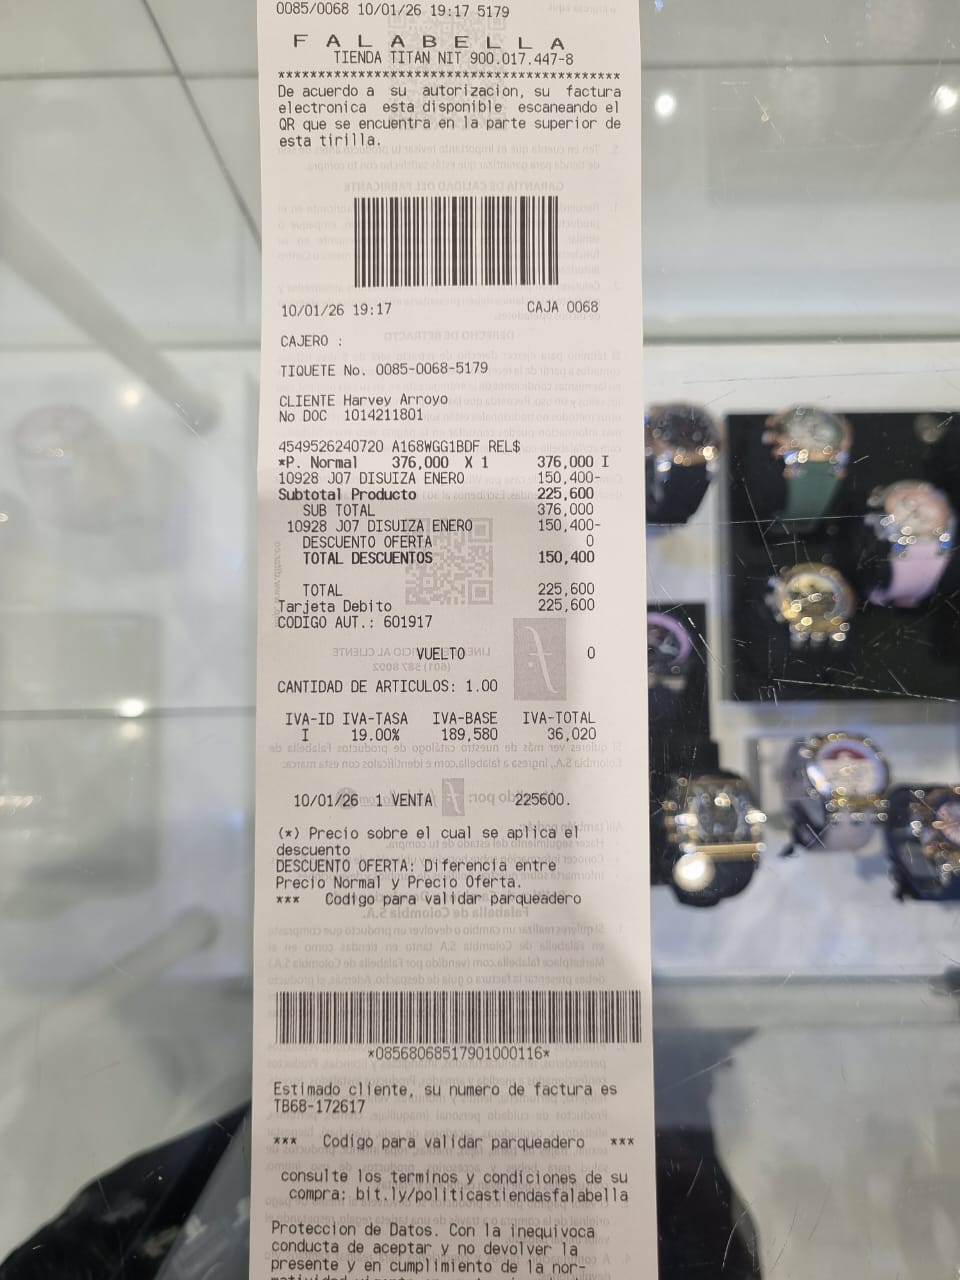 0085/0068 10/01/26 19:17 5179
F A L A B E L L A
TIENDA TITAN NIT 900.017.447-8
******************************************
De acuerdo a su autorizacion, su factura
electronica esta disponible escaneando el
QR que se encuentra en la parte superior de
esta tirilla.
10/01/26 19:17 CAJA 0068
CAJERO :
TIQUETE No. 0085-0068-5179
CLIENTE Harvey Arroyo
No DOC 1014211801
4549526240720 A168WGG1BDF REL$
*P. Normal 376,000 X 1 376,000 I
10928 J07 DISUIZA ENERO 150,400-
Subtotal Producto 225,600
SUB TOTAL 376,000
10928 J07 DISUIZA ENERO 150,400-
DESCUENTO OFERTA 0
TOTAL DESCUENTOS 150,400
TOTAL 225,600
Tarjeta Debito 225,600
CODIGO AUT.: 601917
VUELTO 0
CANTIDAD DE ARTICULOS: 1.00
IVA-ID IVA-TASA IVA-BASE IVA-TOTAL
I 19.00% 189,580 36,020
10/01/26 1 VENTA 225600.
(*) Precio sobre el cual se aplica el
descuento
DESCUENTO OFERTA: Diferencia entre
Precio Normal y Precio Oferta.
*** Codigo para validar parqueadero
*08568068517901000116*
Estimado cliente, su numero de factura es
TB68-172617
*** Codigo para validar parqueadero ***
consulte los terminos y condiciones de su
compra: bit.ly/politicastiendasfalabella
Proteccion de Datos. Con la inequivoca
conducta de aceptar y no devolver la
presente y en cumplimiento de la nor-